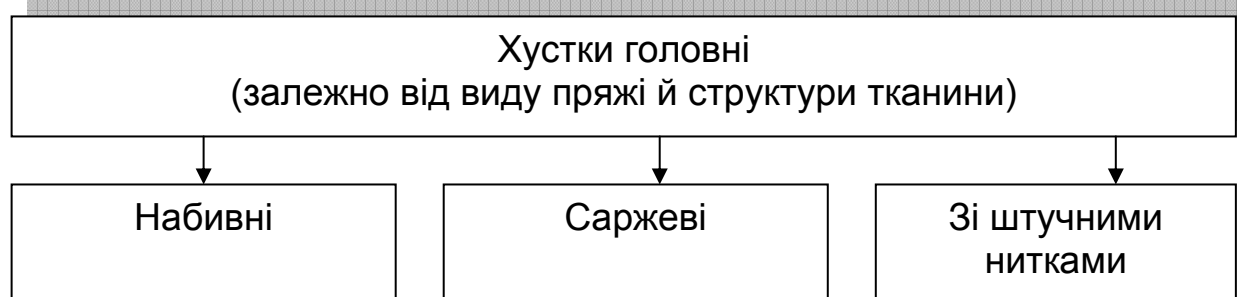 Хустки головні
(залежно від виду пряжі й структури тканини)
Набивні
Саржеві
Зі штучними
нитками